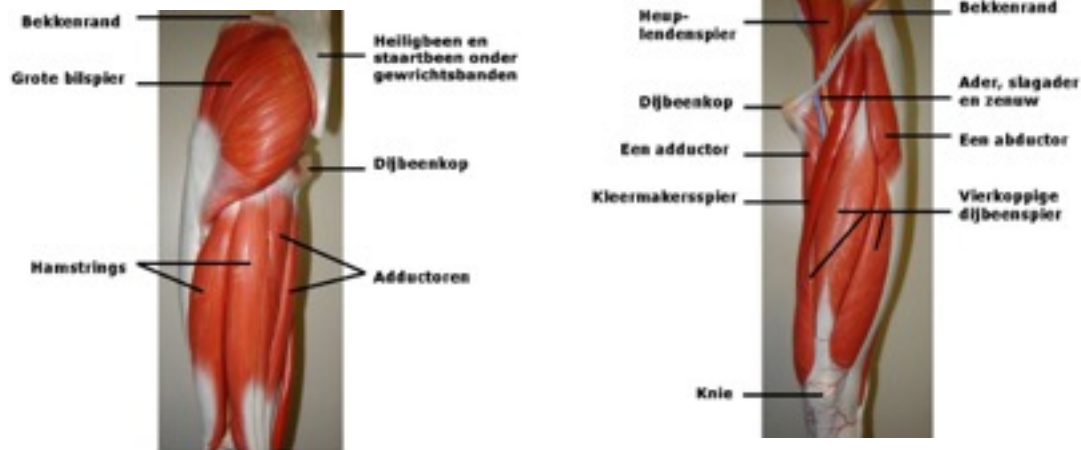 Bekkenrand
Grote bilspier
Heiligbeen en
staartbeen onder
gewrichtsbanden
Dijbeenkop
Hamstrings
Adductoren
Heup-
lendenspier
Bekkenrand
Dijbeenkop
Ader, slagader
en zenuw
Een adductor
Een abductor
Kleermakersspier
Vierkoppige
dijbeenspier
Knie